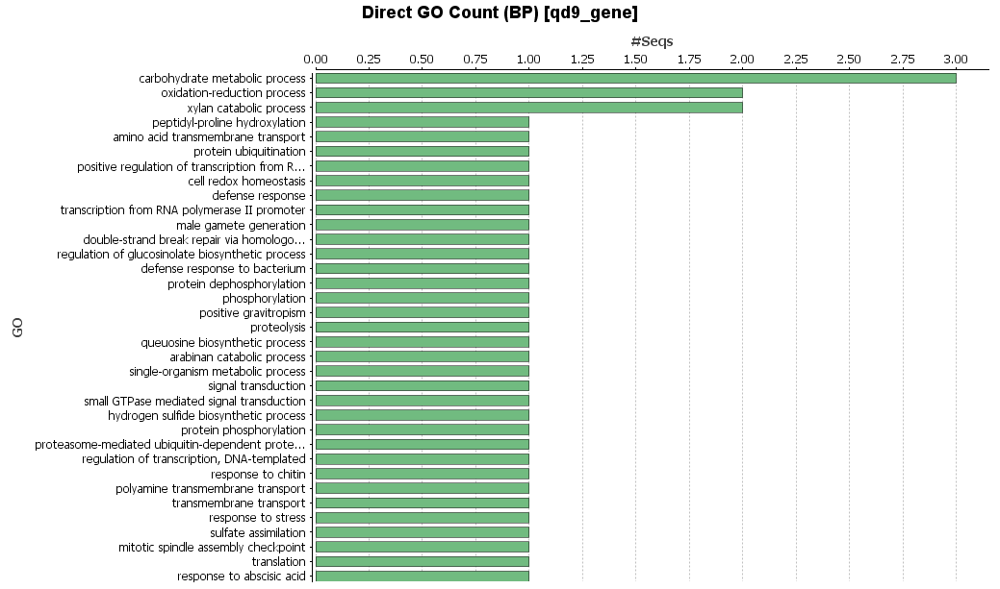 Direct GO Count (BP) [qd9_gene]
#Seqs
0.00 0.25 0.50 0.75 1.00 1.25 1.50 1.75 2.00 2.25 2.50 2.75 3.00
carbohydrate metabolic process
oxidation-reduction process
xylan catabolic process
peptidyl-proline hydroxylation
amino acid transmembrane transport
protein ubiquitination
positive regulation of transcription from R...
cell redox homeostasis
defense response
transcription from RNA polymerase II promoter
male gamete generation
double-strand break repair via homologo...
regulation of glucosinolate biosynthetic process
defense response to bacterium
protein dephosphorylation
phosphorylation
positive gravitropism
proteolysis
queuosine biosynthetic process
arabinan catabolic process
single-organism metabolic process
signal transduction
small GTPase mediated signal transduction
hydrogen sulfide biosynthetic process
protein phosphorylation
proteasome-mediated ubiquitin-dependent prote...
regulation of transcription, DNA-templated
response to chitin
polyamine transmembrane transport
transmembrane transport
response to stress
sulfate assimilation
mitotic spindle assembly checkpoint
translation
response to abscisic acid
GO